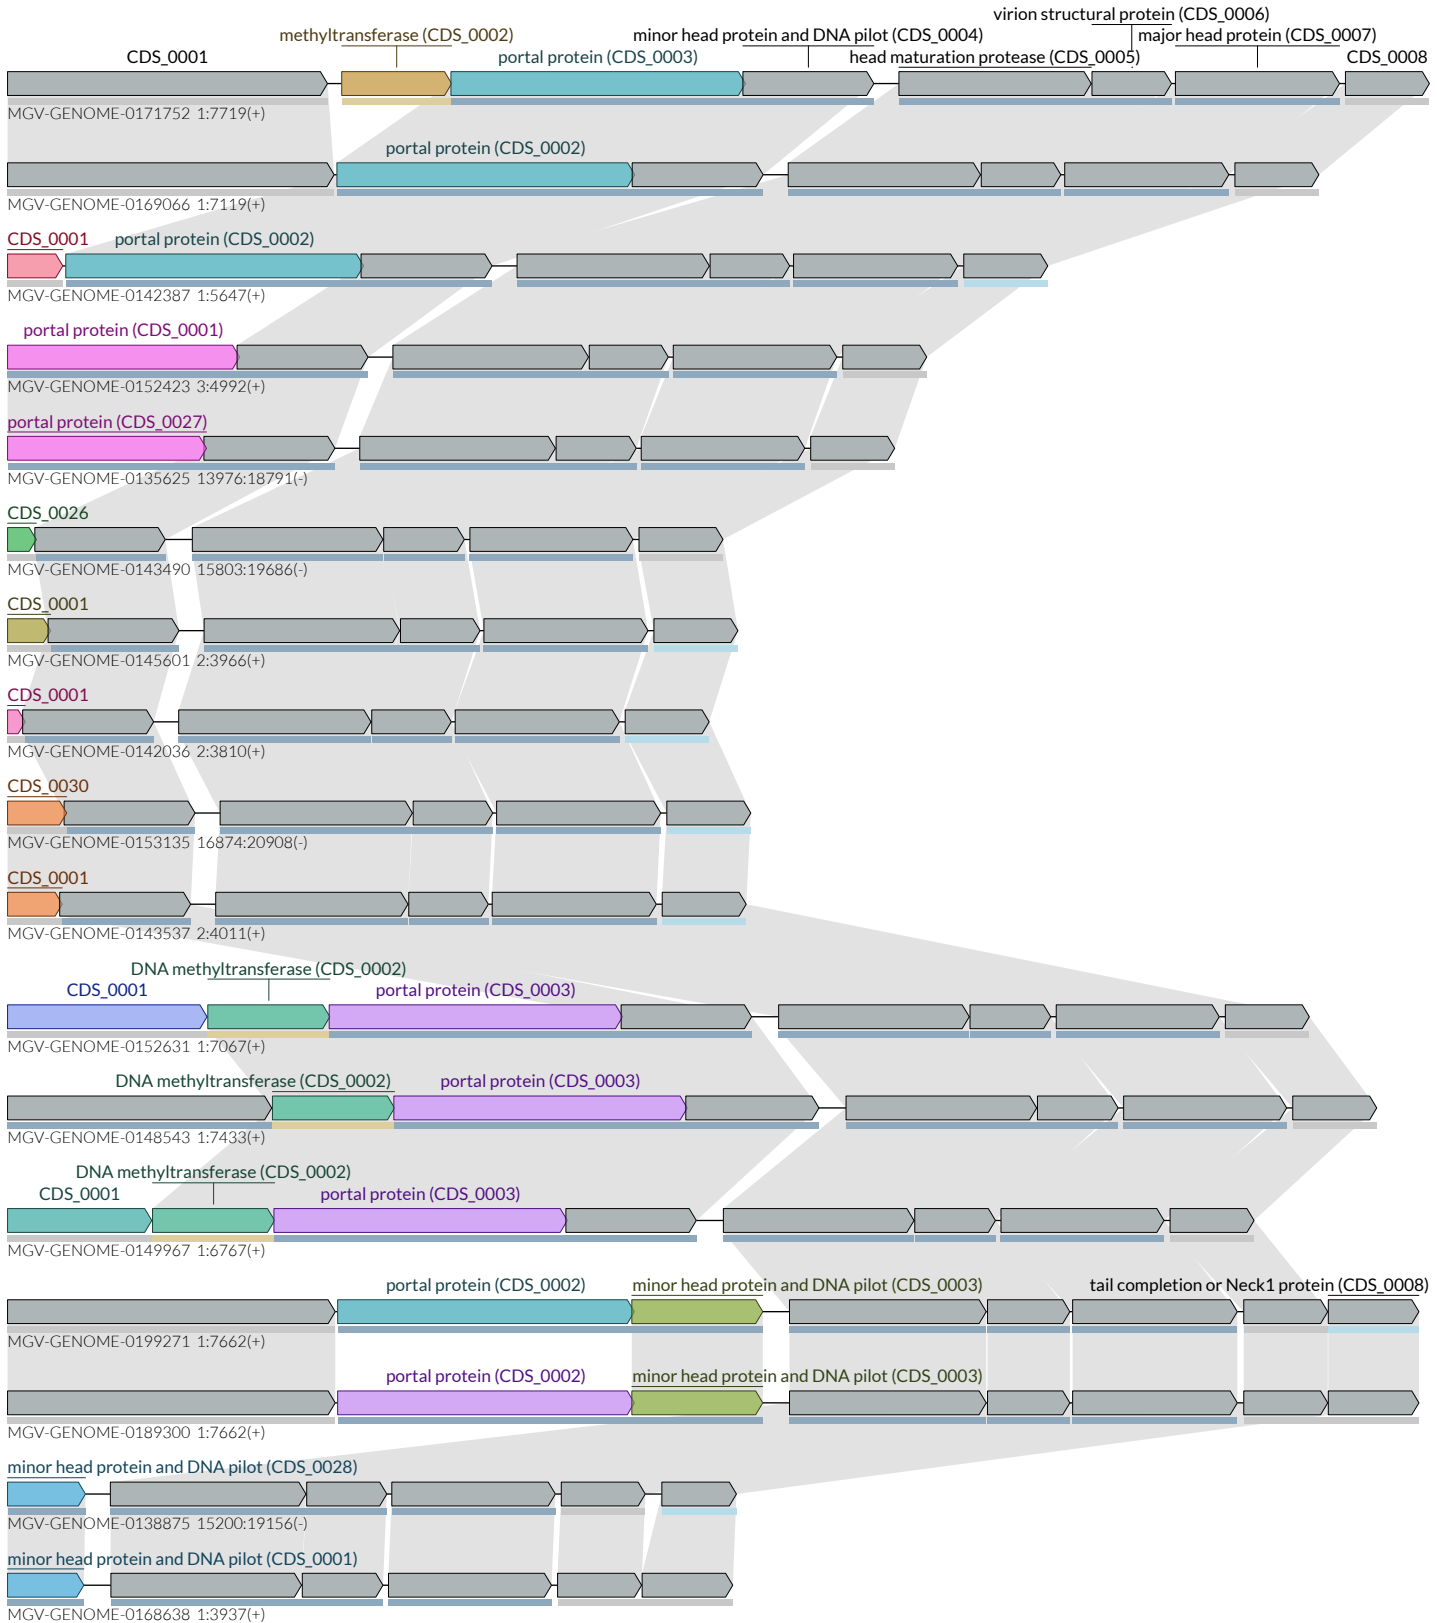 virion structural protein (CDS_0006)
methyltransferase (CDS_0002) minor head protein and DNA pilot (CDS_0004) major head protein (CDS_0007)
CDS_0001 portal protein (CDS_0003) head maturation protease (CDS_0005) CDS_0008
MGV-GENOME-0171752 1:7719(+)
portal protein (CDS_0002)
MGV-GENOME-0169066 1:7119(+)
CDS_0001 portal protein (CDS_0002)
MGV-GENOME-0142387 1:5647(+)
portal protein (CDS_0001)
MGV-GENOME-0152423 3:4992(+)
portal protein (CDS_0027)
MGV-GENOME-0135625 13976:18791(-)
CDS_0026
MGV-GENOME-0143490 15803:19686(-)
CDS_0001
MGV-GENOME-0145601 2:3966(+)
CDS_0001
MGV-GENOME-0142036 2:3810(+)
CDS_0030
MGV-GENOME-0153135 16874:20908(-)
CDS_0001
MGV-GENOME-0143537 2:4011(+)
DNA methyltransferase (CDS_0002)
CDS_0001 portal protein (CDS_0003)
MGV-GENOME-0152631 1:7067(+)
DNA methyltransferase (CDS_0002) portal protein (CDS_0003)
MGV-GENOME-0148543 1:7433(+)
DNA methyltransferase (CDS_0002)
CDS_0001 portal protein (CDS_0003)
MGV-GENOME-0149967 1:6767(+)
portal protein (CDS_0002) minor head protein and DNA pilot (CDS_0003) tail completion or Neck1 protein (CDS_0008)
MGV-GENOME-0199271 1:7662(+)
portal protein (CDS_0002) minor head protein and DNA pilot (CDS_0003)
MGV-GENOME-0189300 1:7662(+)
minor head protein and DNA pilot (CDS_0028)
MGV-GENOME-0138875 15200:19156(-)
minor head protein and DNA pilot (CDS_0001)
MGV-GENOME-0168638 1:3937(+)